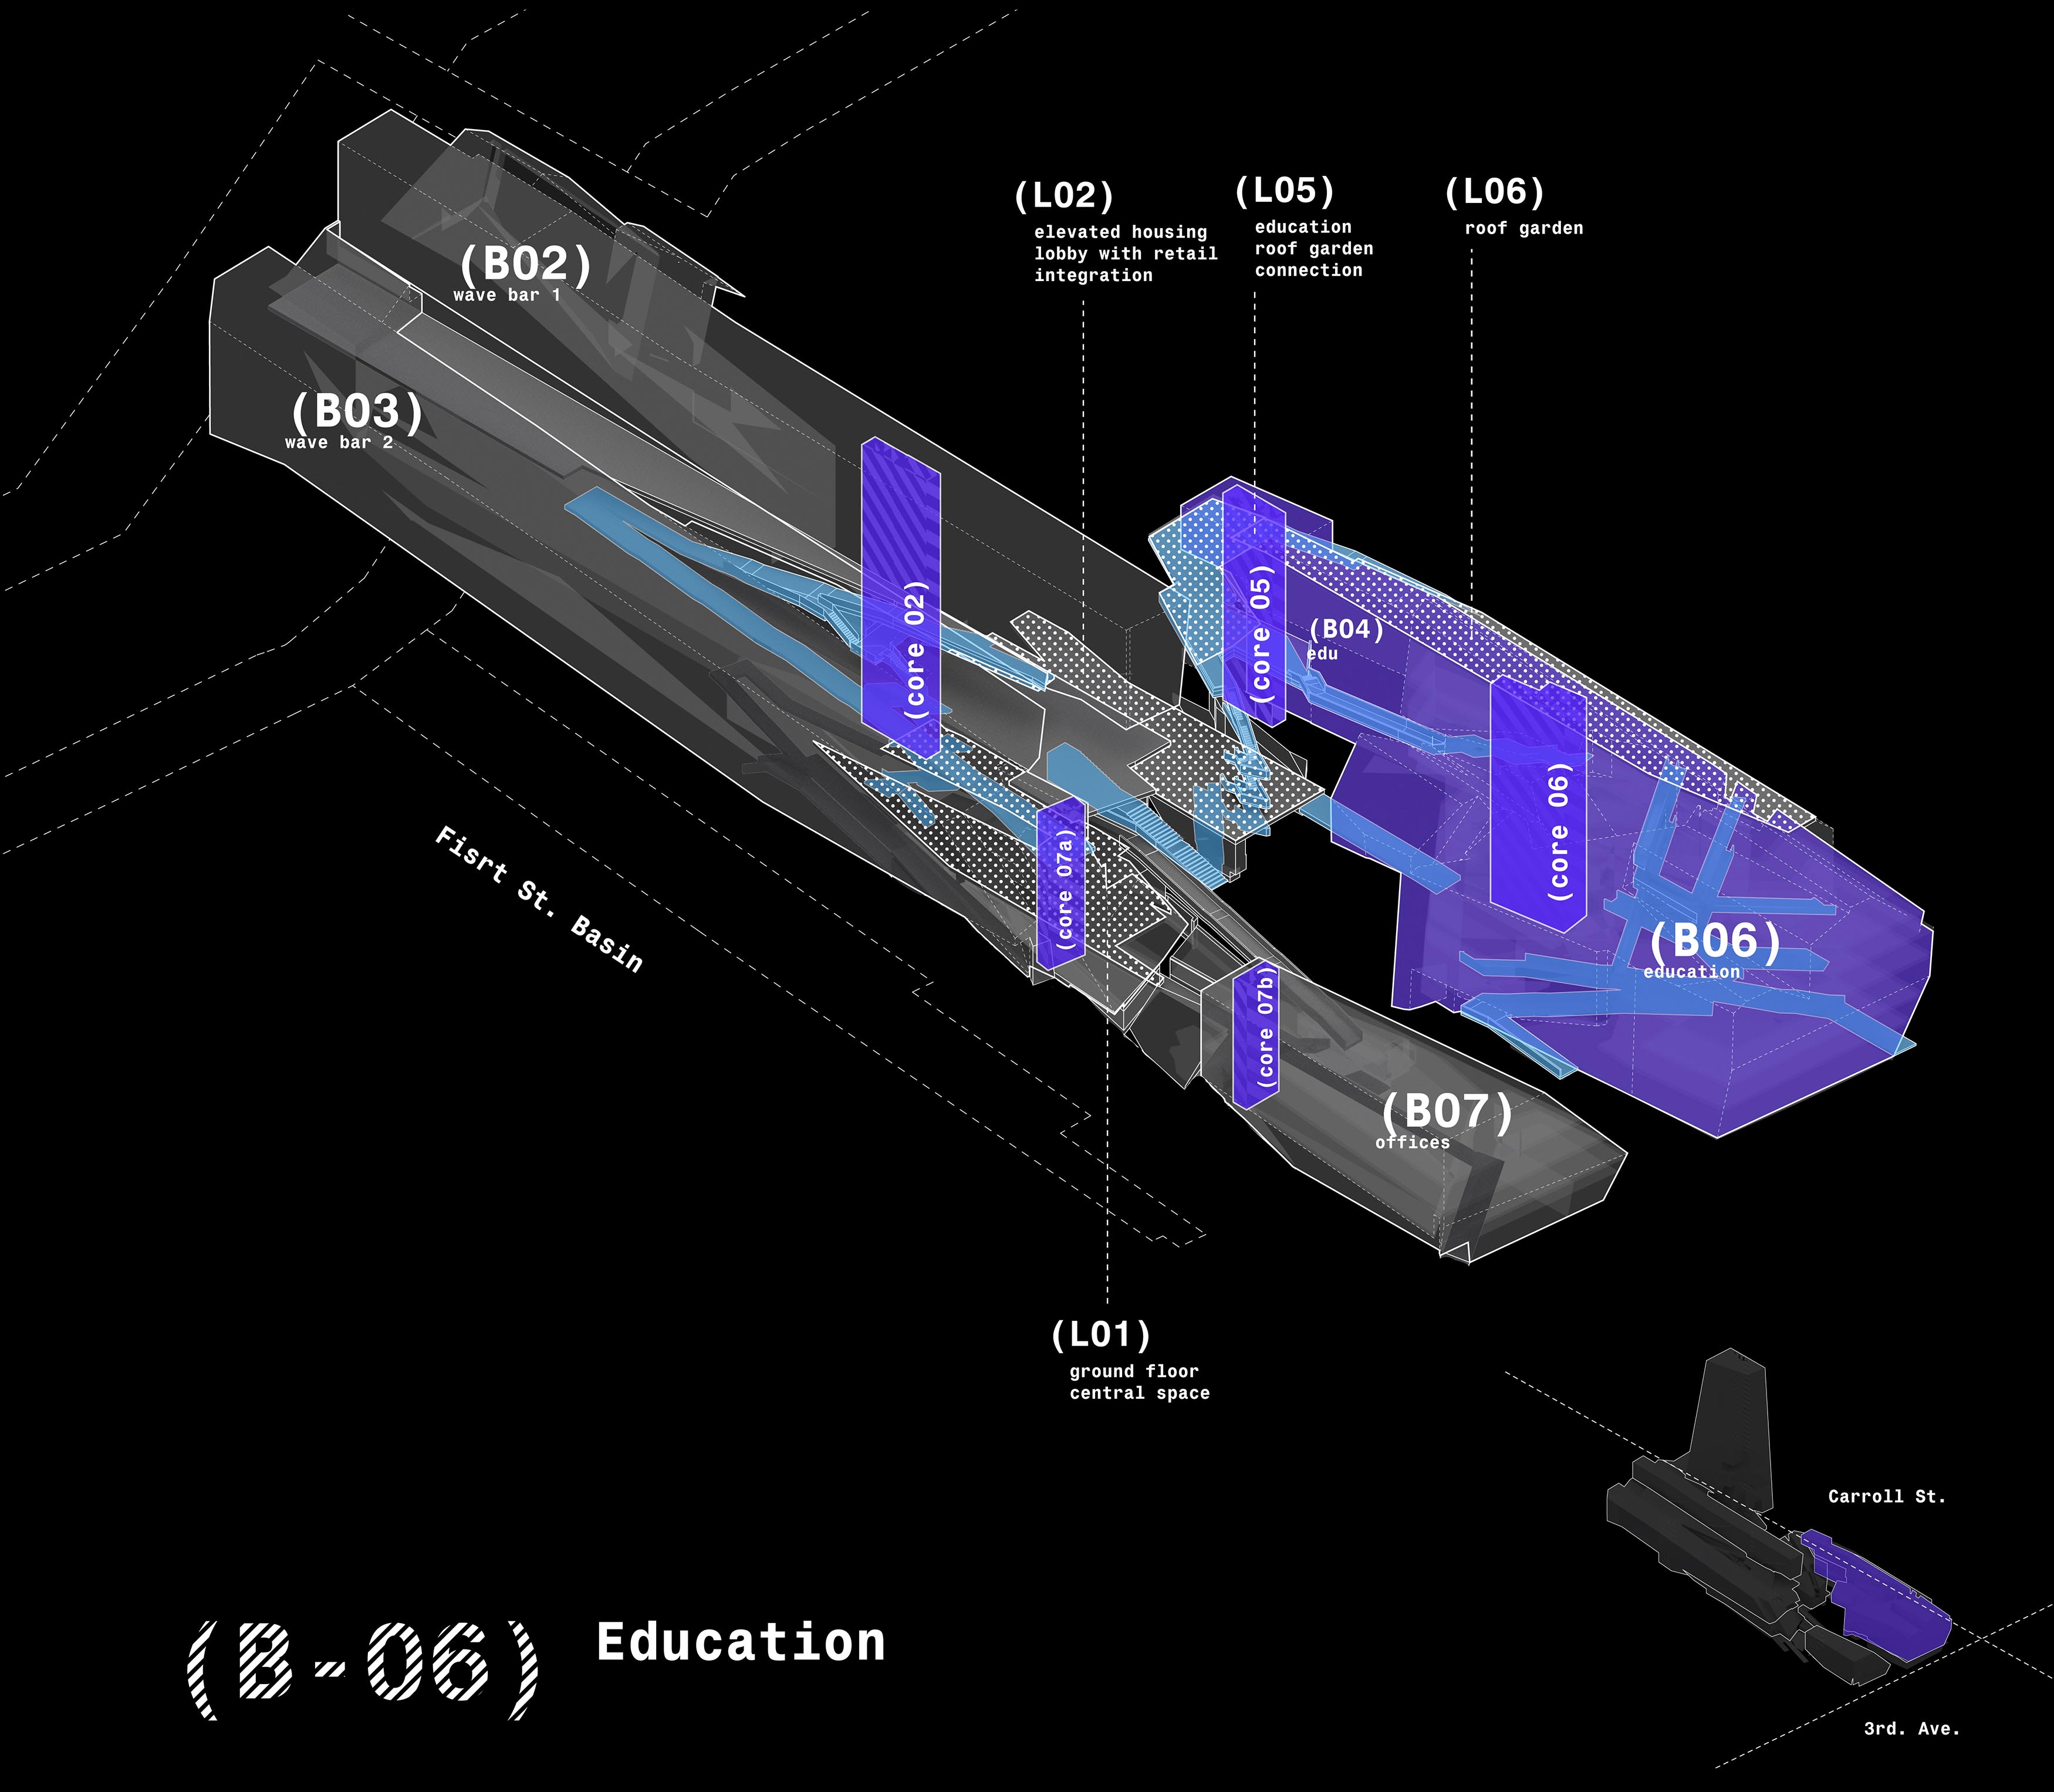 (L02)
elevated housing
lobby with retail
integration
(L05)
education
roof garden
connection
(L06)
roof garden
(B02)
wave bar 1
(B03)
wave bar 2
(core 02)
(core 05)
(B04)
edu
(core 06)
(core 07a)
(B06)
education
(core 07b)
(B07)
offices
Fisrt St. Basin
(L01)
ground floor
central space
Carroll St.
3rd. Ave.
(B-06)
Education